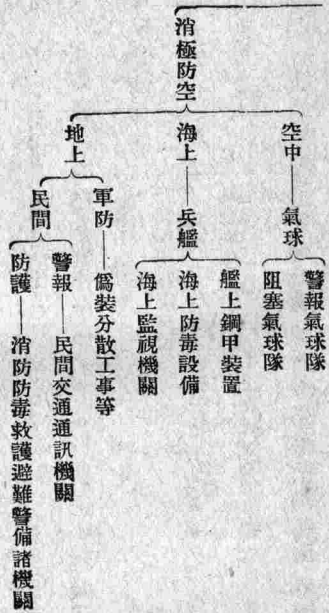 消極防空
空中——氣球
警報氣球隊
阻塞氣球隊
海上——兵艦
艦上鋼甲裝置
海上防毒設備
海上監視機關
地上
軍防——偽裝分散工事等
民間
警報——民間交通通訊機關
防護——消防防毒救護避難警備諸機關